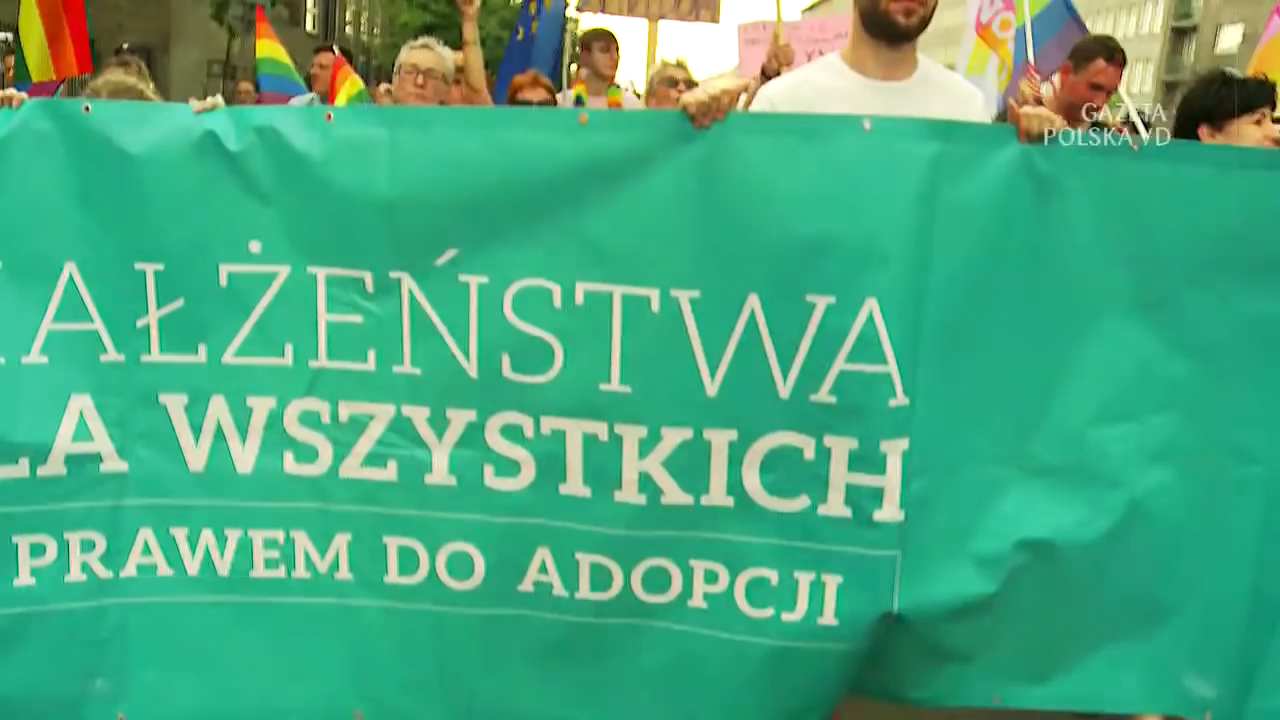 GAZETA
POLSKA VD
AŁŻEŃSTWA
LA WSZYSTKICH
PRAWEM DO ADOPCJI